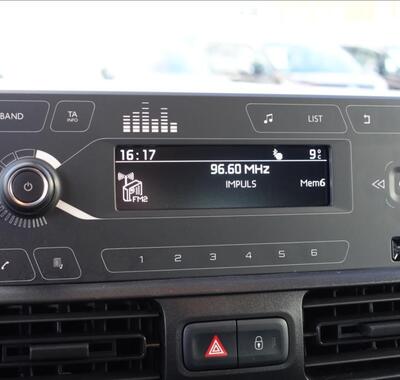 BAND
TA
INFO
LIST
16:17
9°C
96.60 MHz
IMPULS
Mem6
FM2
1 2 3 4 5 6